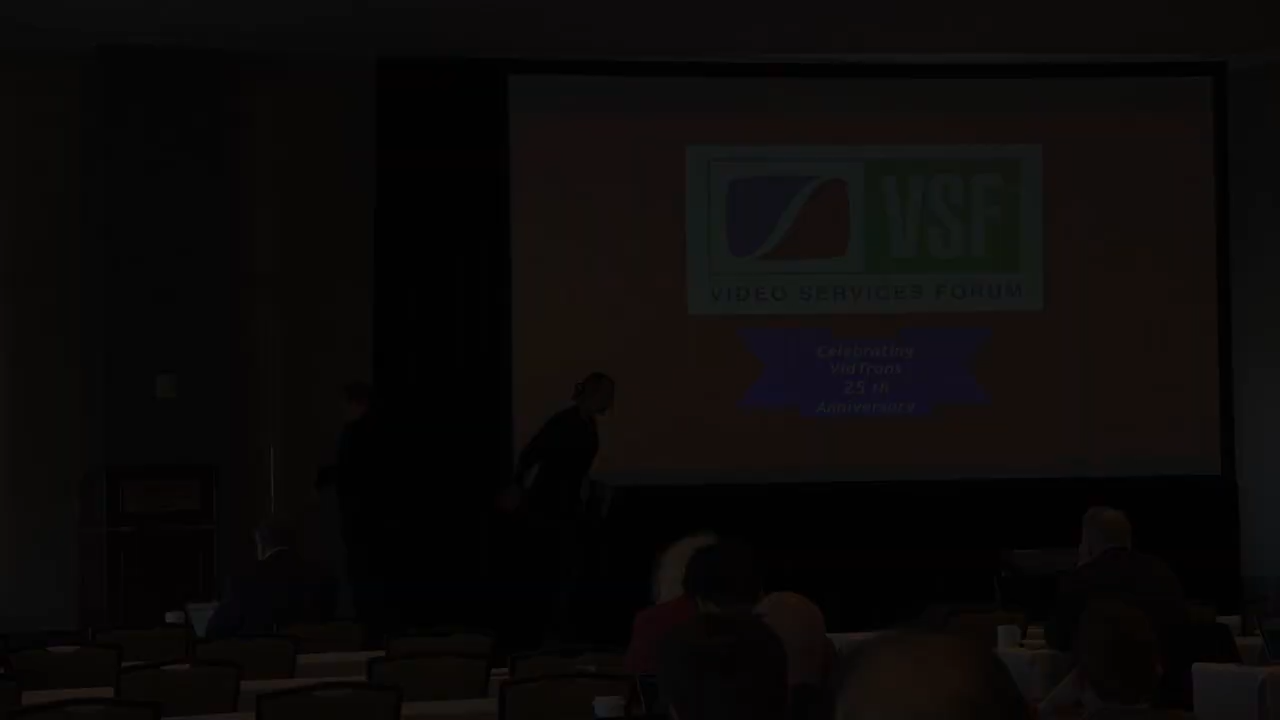 VSF
VIDEO SERVICES FORUM
Celebrating
VidTrans
25 th
Anniversary